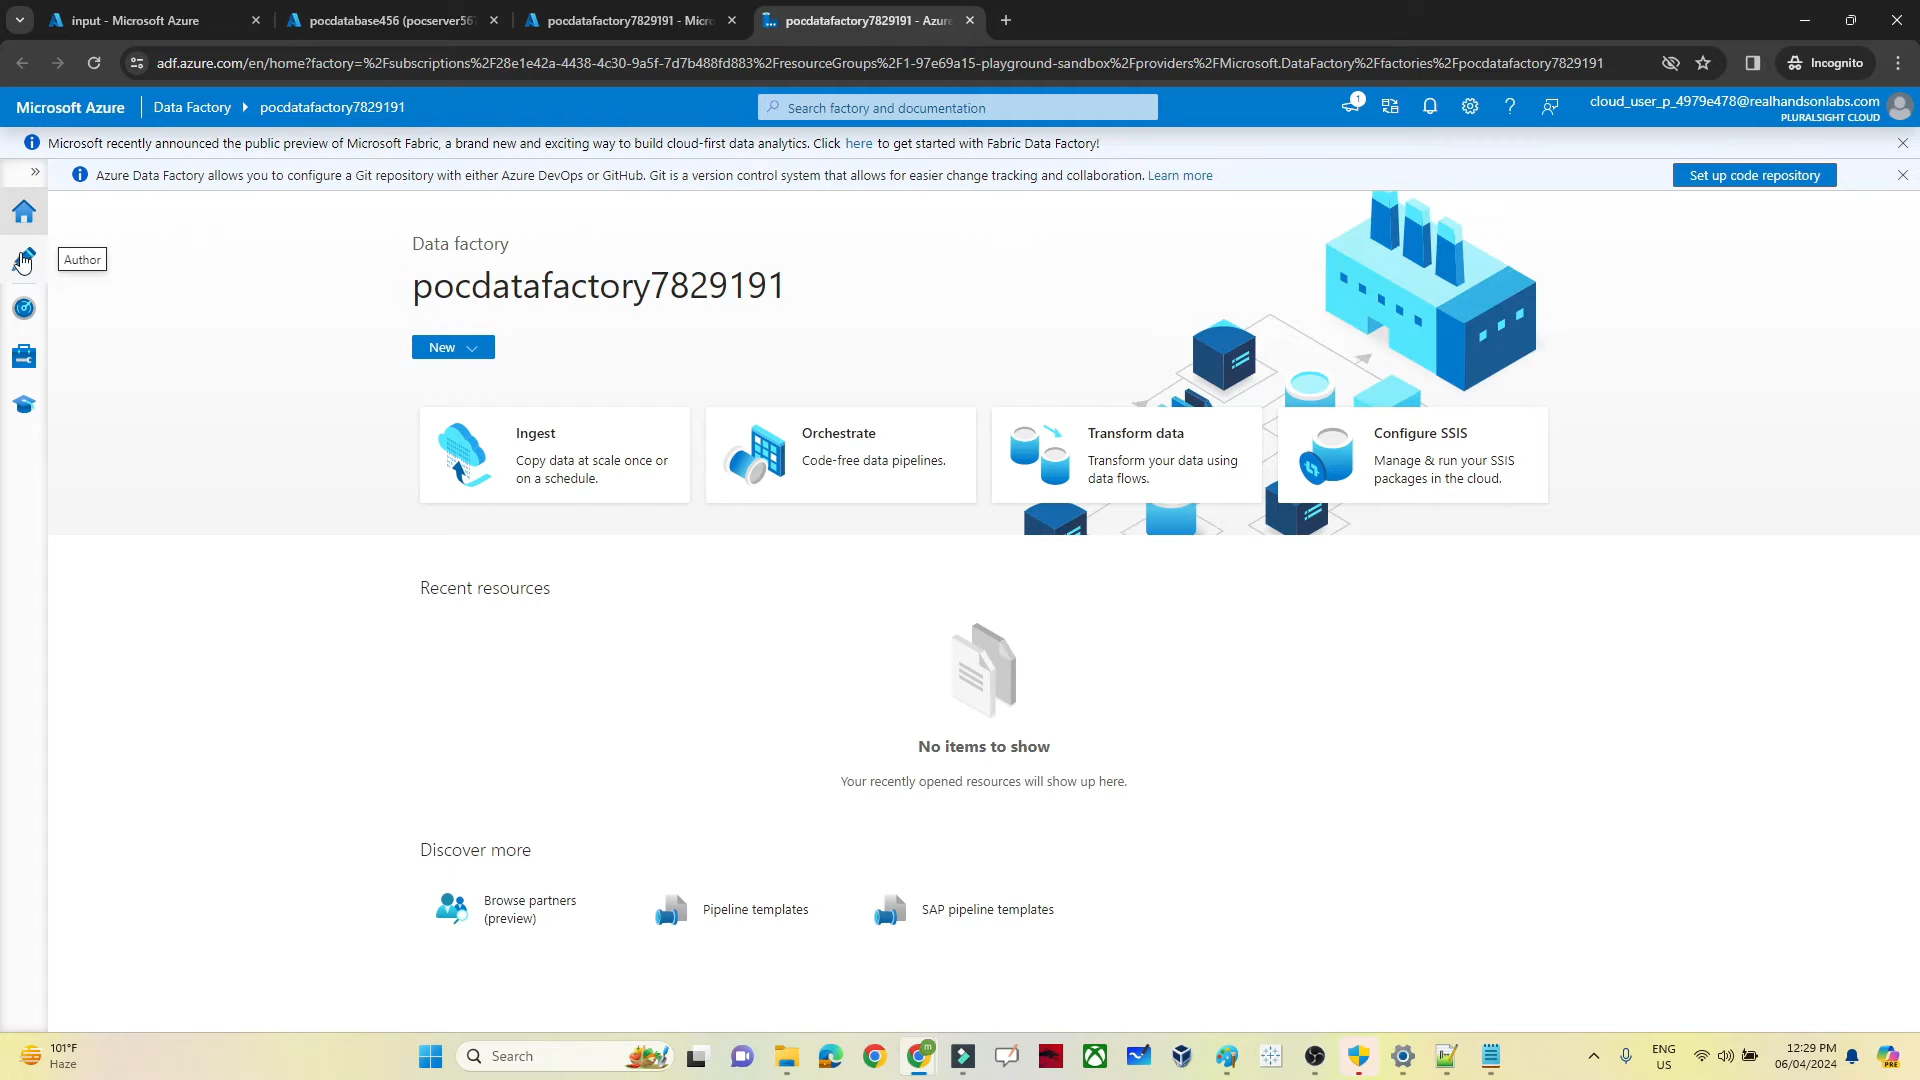 input - Microsoft Azure
pocdatabase456 (pocserver56
pocdatafactory7829191 - Micro
pocdatafactory7829191 - Azure
adf.azure.com/en/home?factory=%2Fsubscriptions%2F28e1e42a-4438-4c30-9a5f-7d7b488fd883%2FresourceGroups%2F1-97e69a15-playground-sandbox%2Fproviders%2FMicrosoft.DataFactory%2Ffactories%2Fpocdatafactory7829191
Incognito
Microsoft Azure
Data Factory
pocdatafactory7829191
Search factory and documentation
1
cloud_user_p_4979e478@realhandsonlabs.com
PLURALSIGHT CLOUD
Microsoft recently announced the public preview of Microsoft Fabric, a brand new and exciting way to build cloud-first data analytics. Click here to get started with Fabric Data Factory!
Azure Data Factory allows you to configure a Git repository with either Azure DevOps or GitHub. Git is a version control system that allows for easier change tracking and collaboration. Learn more
Set up code repository
Author
Data factory
pocdatafactory7829191
New
Ingest
Copy data at scale once or
on a schedule.
Orchestrate
Code-free data pipelines.
Transform data
Transform your data using
data flows.
Configure SSIS
Manage & run your SSIS
packages in the cloud.
Recent resources
No items to show
Your recently opened resources will show up here.
Discover more
Browse partners
(preview)
Pipeline templates
SAP pipeline templates
101°F
Haze
Search
m
ENG
US
12:29 PM
06/04/2024
PRE